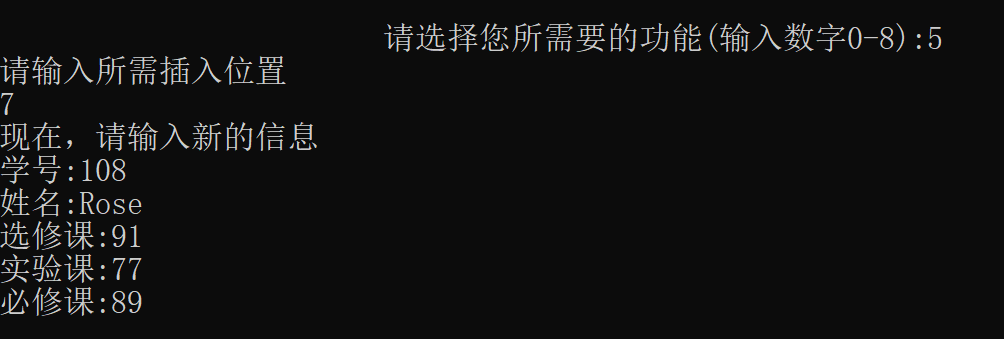 请选择您所需要的功能(输入数字0-8):5
请输入所需插入位置
7
现在，请输入新的信息
学号:108
姓名:Rose
选修课:91
实验课:77
必修课:89